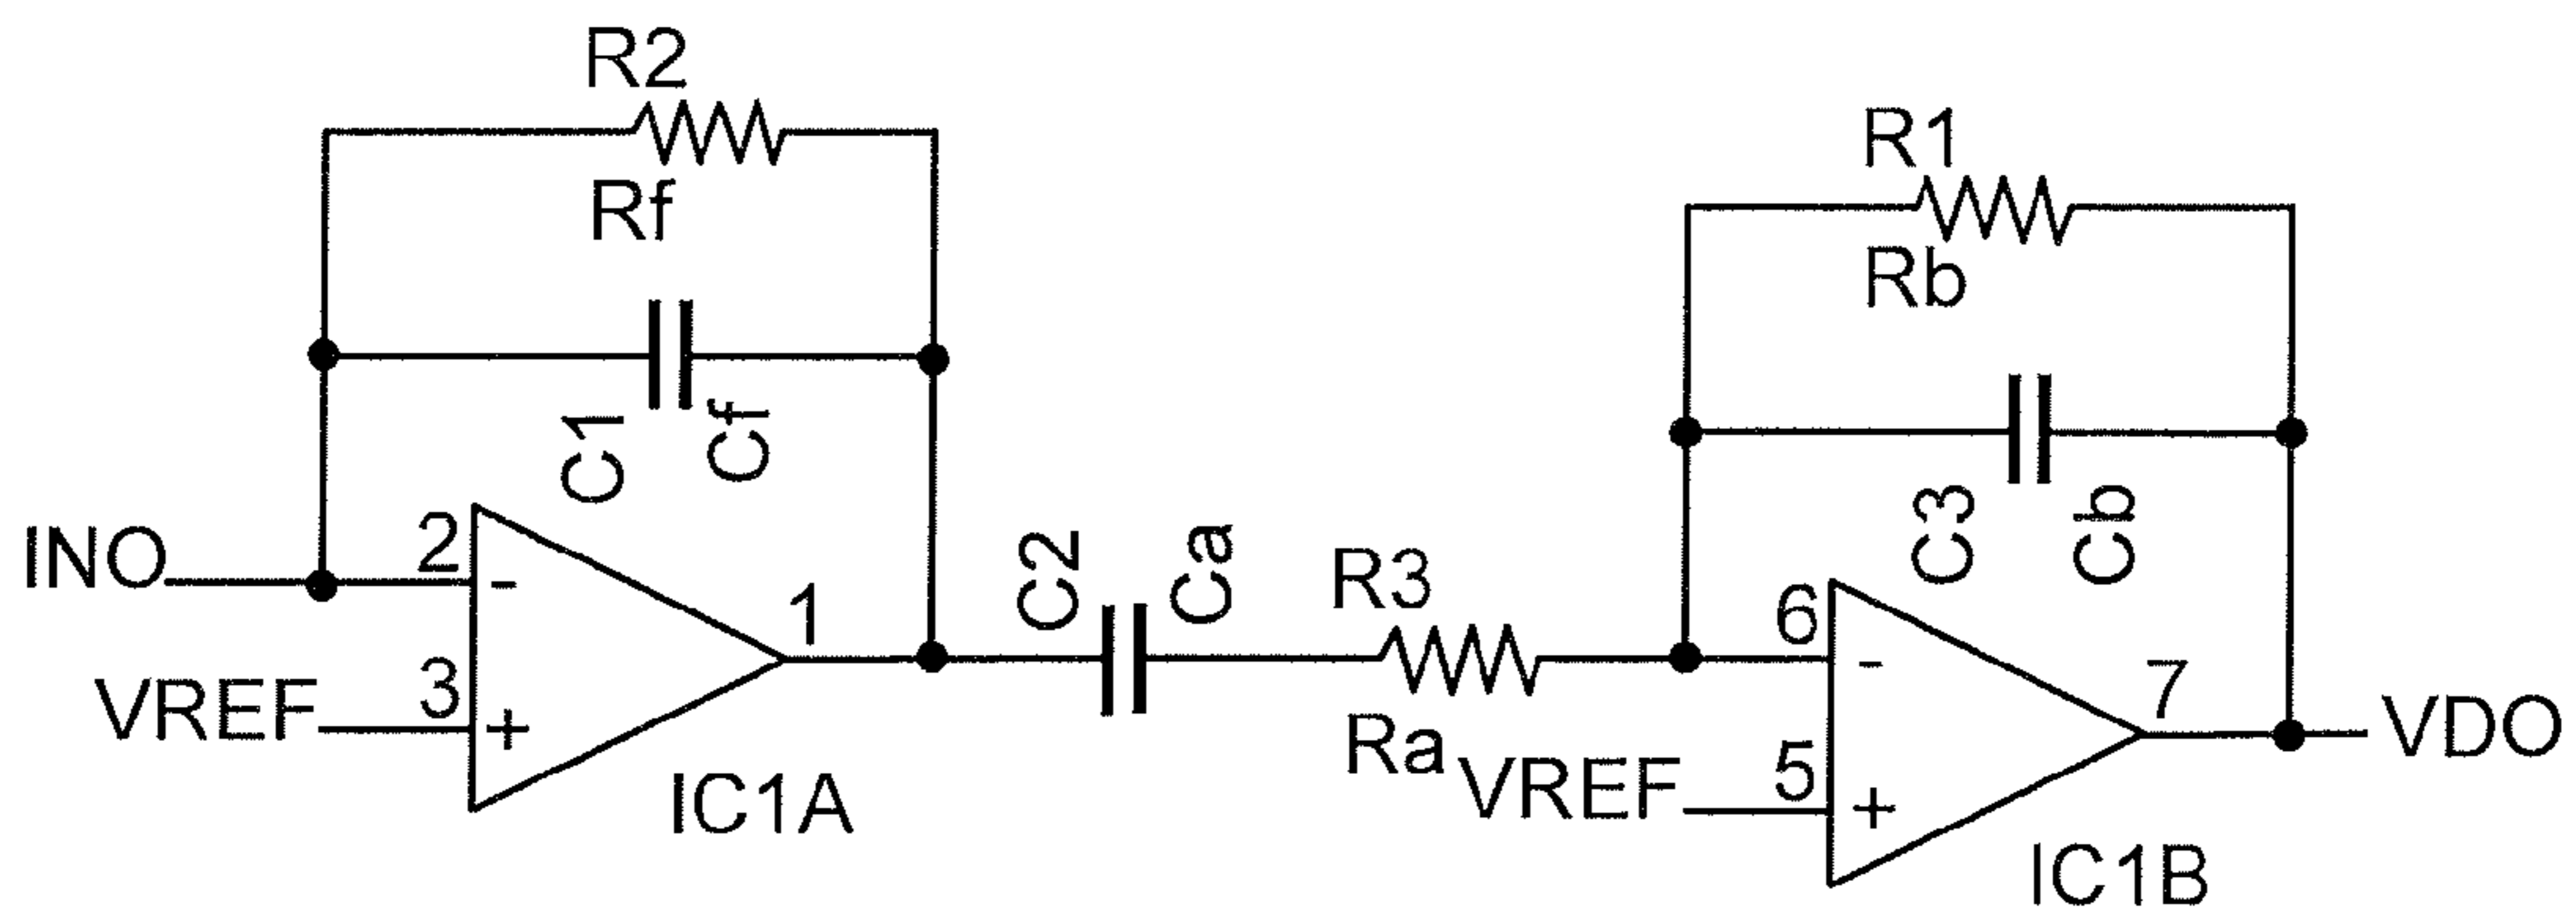 R2
Rf
C1
Cf
INO
2
-
VREF
3
+
1
IC1A
C2
Ca
R3
Ra
R1
Rb
C3
Cb
6
-
VREF
5
+
7
VDO
IC1B